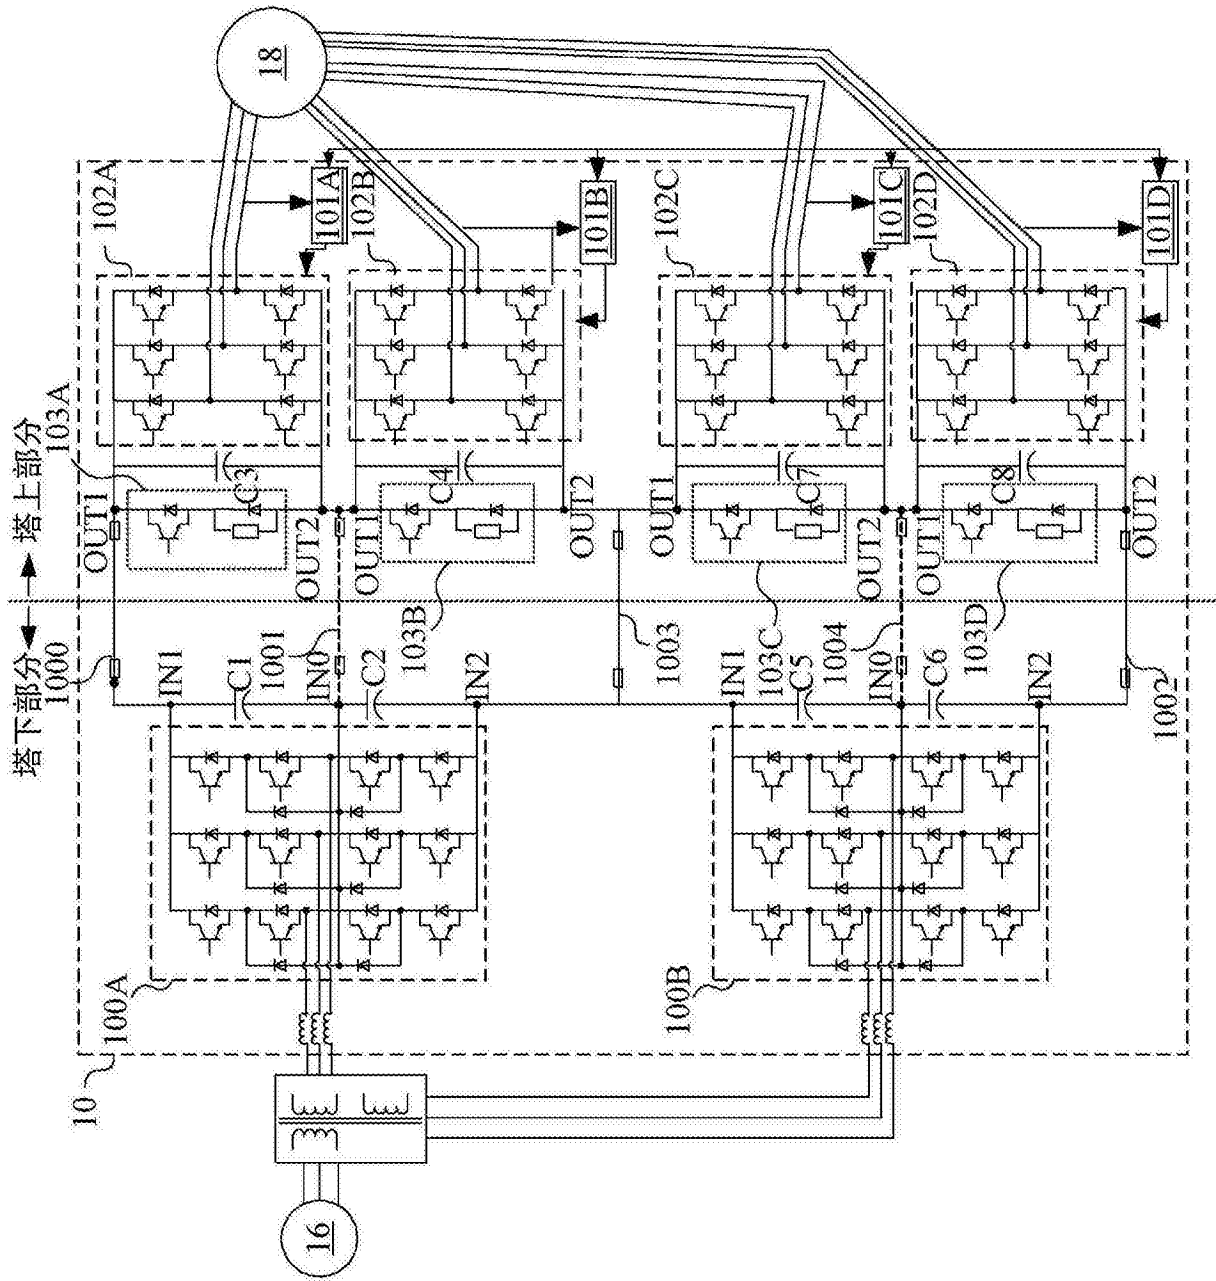 18
102A
101A
102B
101B
102C
101C
102D
101D
103A
塔上部分
塔下部分
C3
C4
C7
C8
OUT1
OUT2
OUT1
OUT2
OUT1
OUT2
OUT1
OUT2
103B
103C
103D
1000
1001
1003
1004
1002
IN1
C1
IN0
C2
IN2
IN1
C5
IN0
C6
IN2
100A
100B
10
16